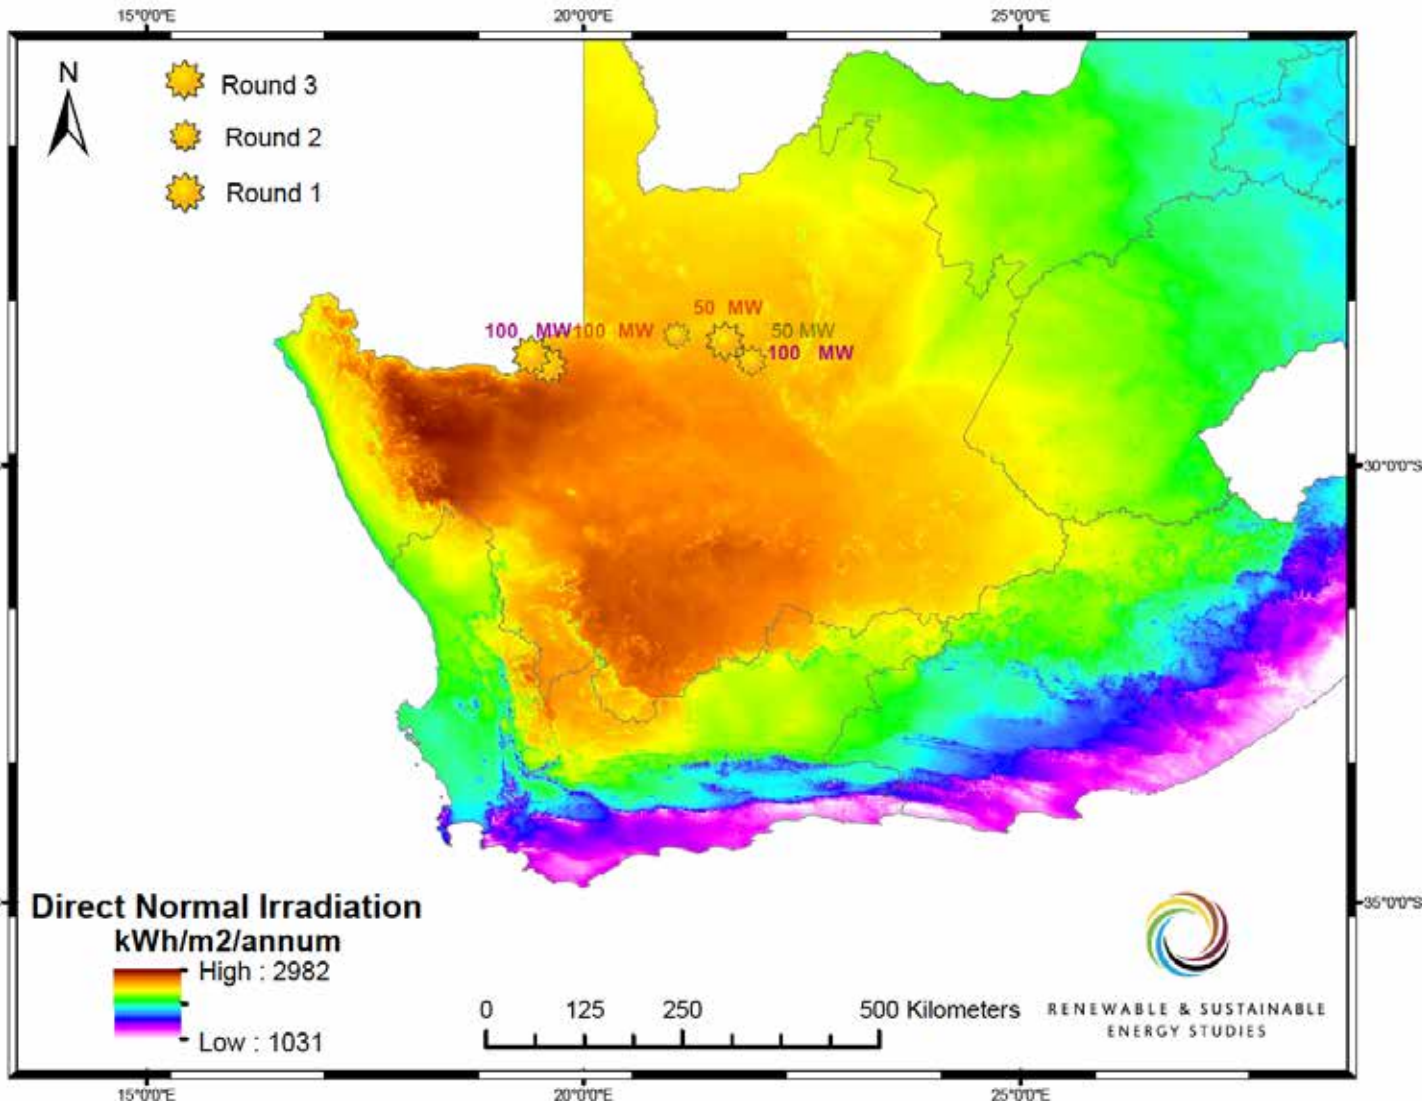 15°0'0"E 20°0'0"E 25°0'0"E
N
Round 3
Round 2
Round 1
50 MW
100 MW 100 MW 50 MW
100 MW
30°0'0"S
35°0'0"S
Direct Normal Irradiation
kWh/m2/annum
High : 2982
Low : 1031
0 125 250 500 Kilometers
RENEWABLE & SUSTAINABLE
ENERGY STUDIES
15°0'0"E 20°0'0"E 25°0'0"E